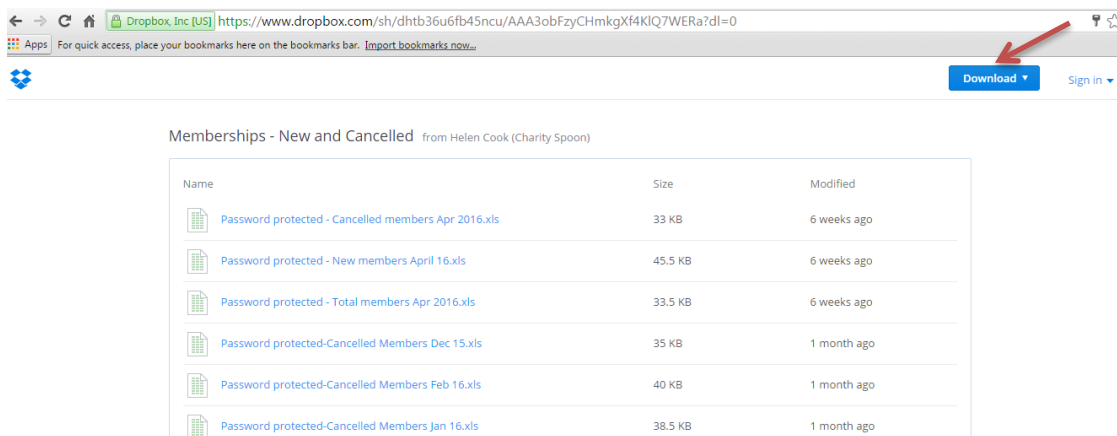 Dropbox, Inc [US] https://www.dropbox.com/sh/dhtb36u6fb45ncu/AAA3obFzyCHmkgXf4KlQ7WERa?dl=0
Apps For quick access, place your bookmarks here on the bookmarks bar. Import bookmarks now...
Download Sign in
Memberships - New and Cancelled from Helen Cook (Charity Spoon)
Name Size Modified
Password protected - Cancelled members Apr 2016.xls 33 KB 6 weeks ago
Password protected - New members April 16.xls 45.5 KB 6 weeks ago
Password protected - Total members Apr 2016.xls 33.5 KB 6 weeks ago
Password protected-Cancelled Members Dec 15.xls 35 KB 1 month ago
Password protected-Cancelled Members Feb 16.xls 40 KB 1 month ago
Password protected-Cancelled Members Jan 16.xls 38.5 KB 1 month ago